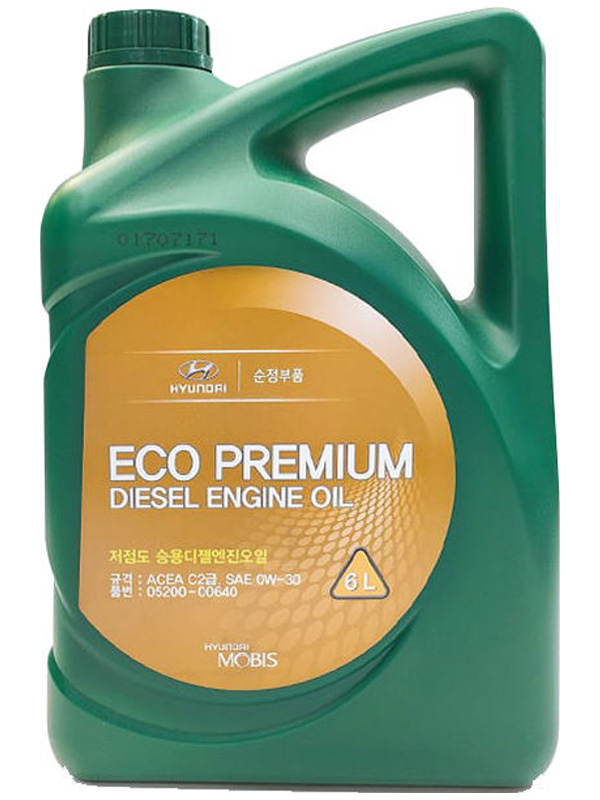 01707171
HYUNDAI
순정부품
ECO PREMIUM
DIESEL ENGINE OIL
저점도 승용디젤엔진오일
규격 : ACEA C2급, SAE 0W-30
품번 : 05200-00640
6 L
HYUNDAI
MOBIS